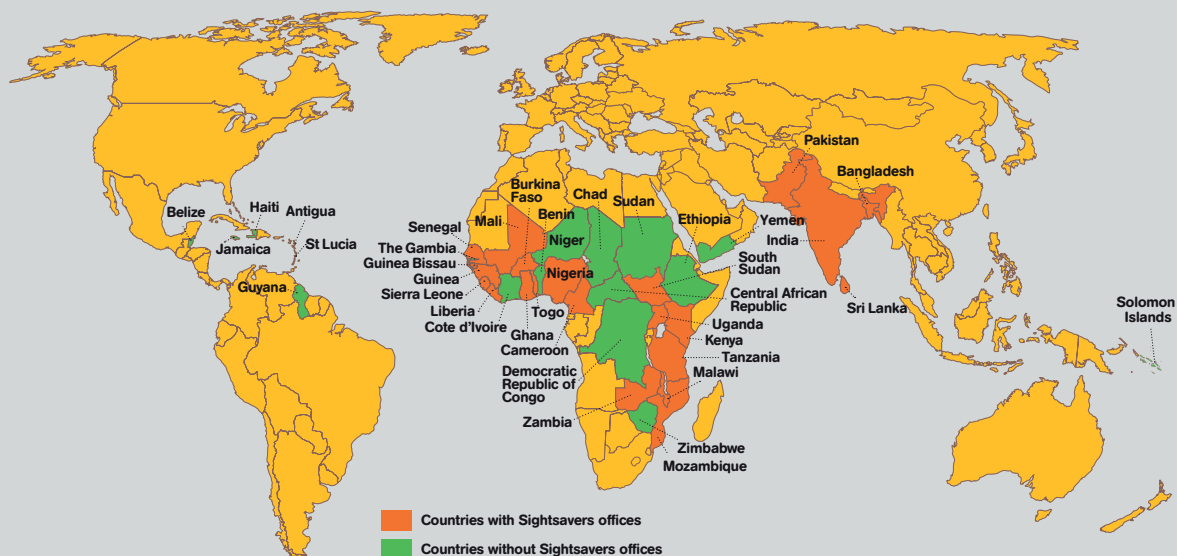 Pakistan
Bangladesh
Burkina
Faso
Chad
Sudan
Haiti
Antigua
Belize
Benin
Mali
Ethiopia
Yemen
Senegal
Niger
India
Jamaica
St Lucia
The Gambia
Guinea Bissau
South
Sudan
Guinea
Nigeria
Guyana
Sierra Leone
Central African
Republic
Sri Lanka
Solomon
Islands
Liberia
Togo
Cote d'Ivoire
Uganda
Ghana
Kenya
Cameroon
Tanzania
Democratic
Republic of
Congo
Malawi
Zambia
Zimbabwe
Mozambique
Countries with Sightsavers offices
Countries without Sightsavers offices